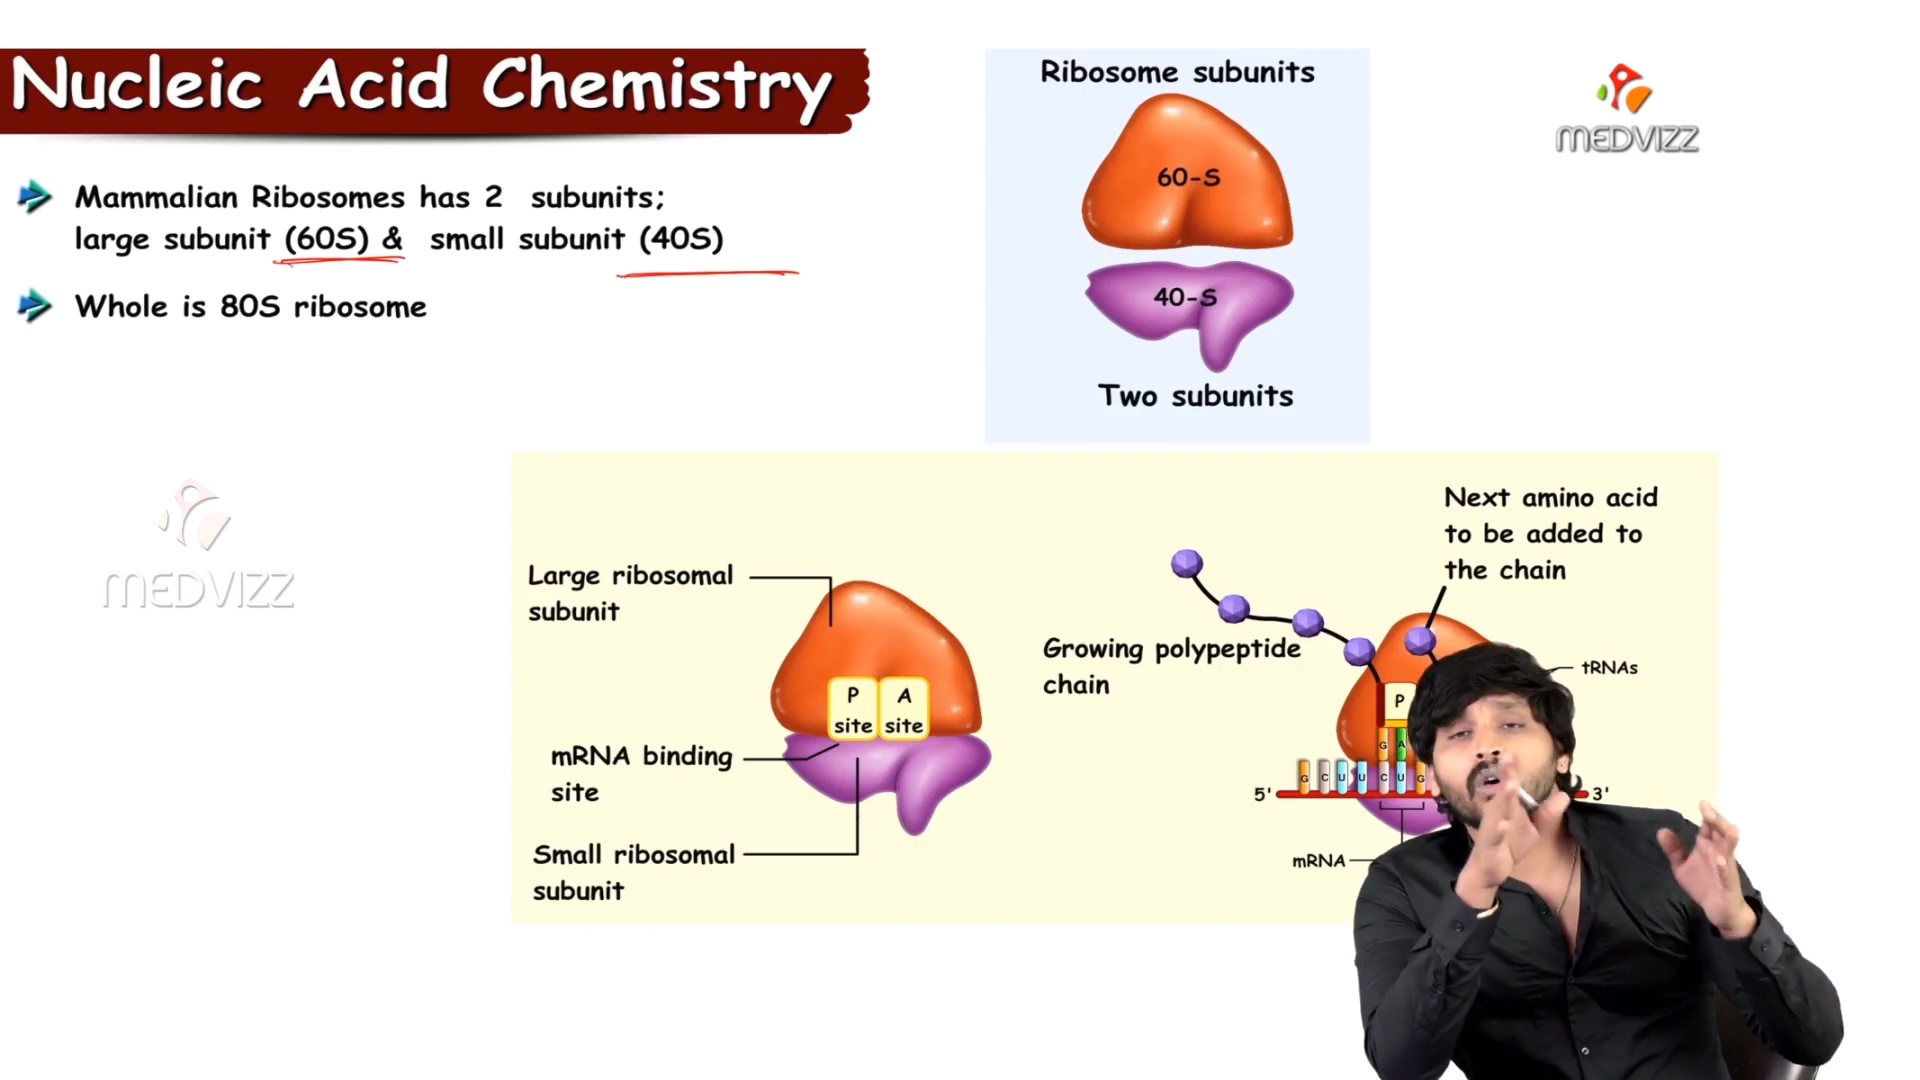 Nucleic Acid Chemistry
Mammalian Ribosomes has 2 subunits;
large subunit (60S) & small subunit (40S)
Whole is 80S ribosome
Ribosome subunits
60-S
40-S
Two subunits
MEDVIZZ
MEDVIZZ
Large ribosomal
subunit
P
site
A
site
mRNA binding
site
Small ribosomal
subunit
Next amino acid
to be added to
the chain
Growing polypeptide
chain
tRNAs
P
G A
G C U U C U G
5'
3'
mRNA